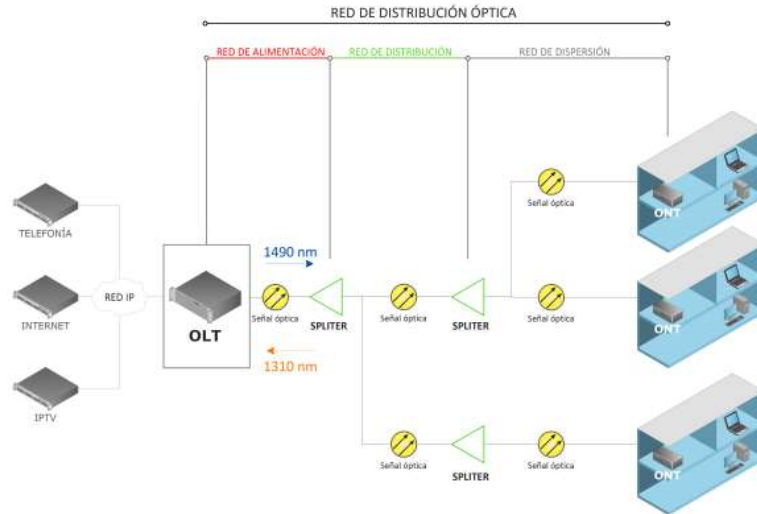 RED DE DISTRIBUCIÓN ÓPTICA
RED DE ALIMENTACIÓN
RED DE DISTRIBUCIÓN
RED DE DISPERSIÓN
Señal óptica
ONT
TELEFONÍA
1490 nm
INTERNET
RED IP
OLT
Señal óptica
SPLITER
Señal óptica
SPLITER
Señal óptica
ONT
1310 nm
IPTV
Señal óptica
SPLITER
Señal óptica
ONT